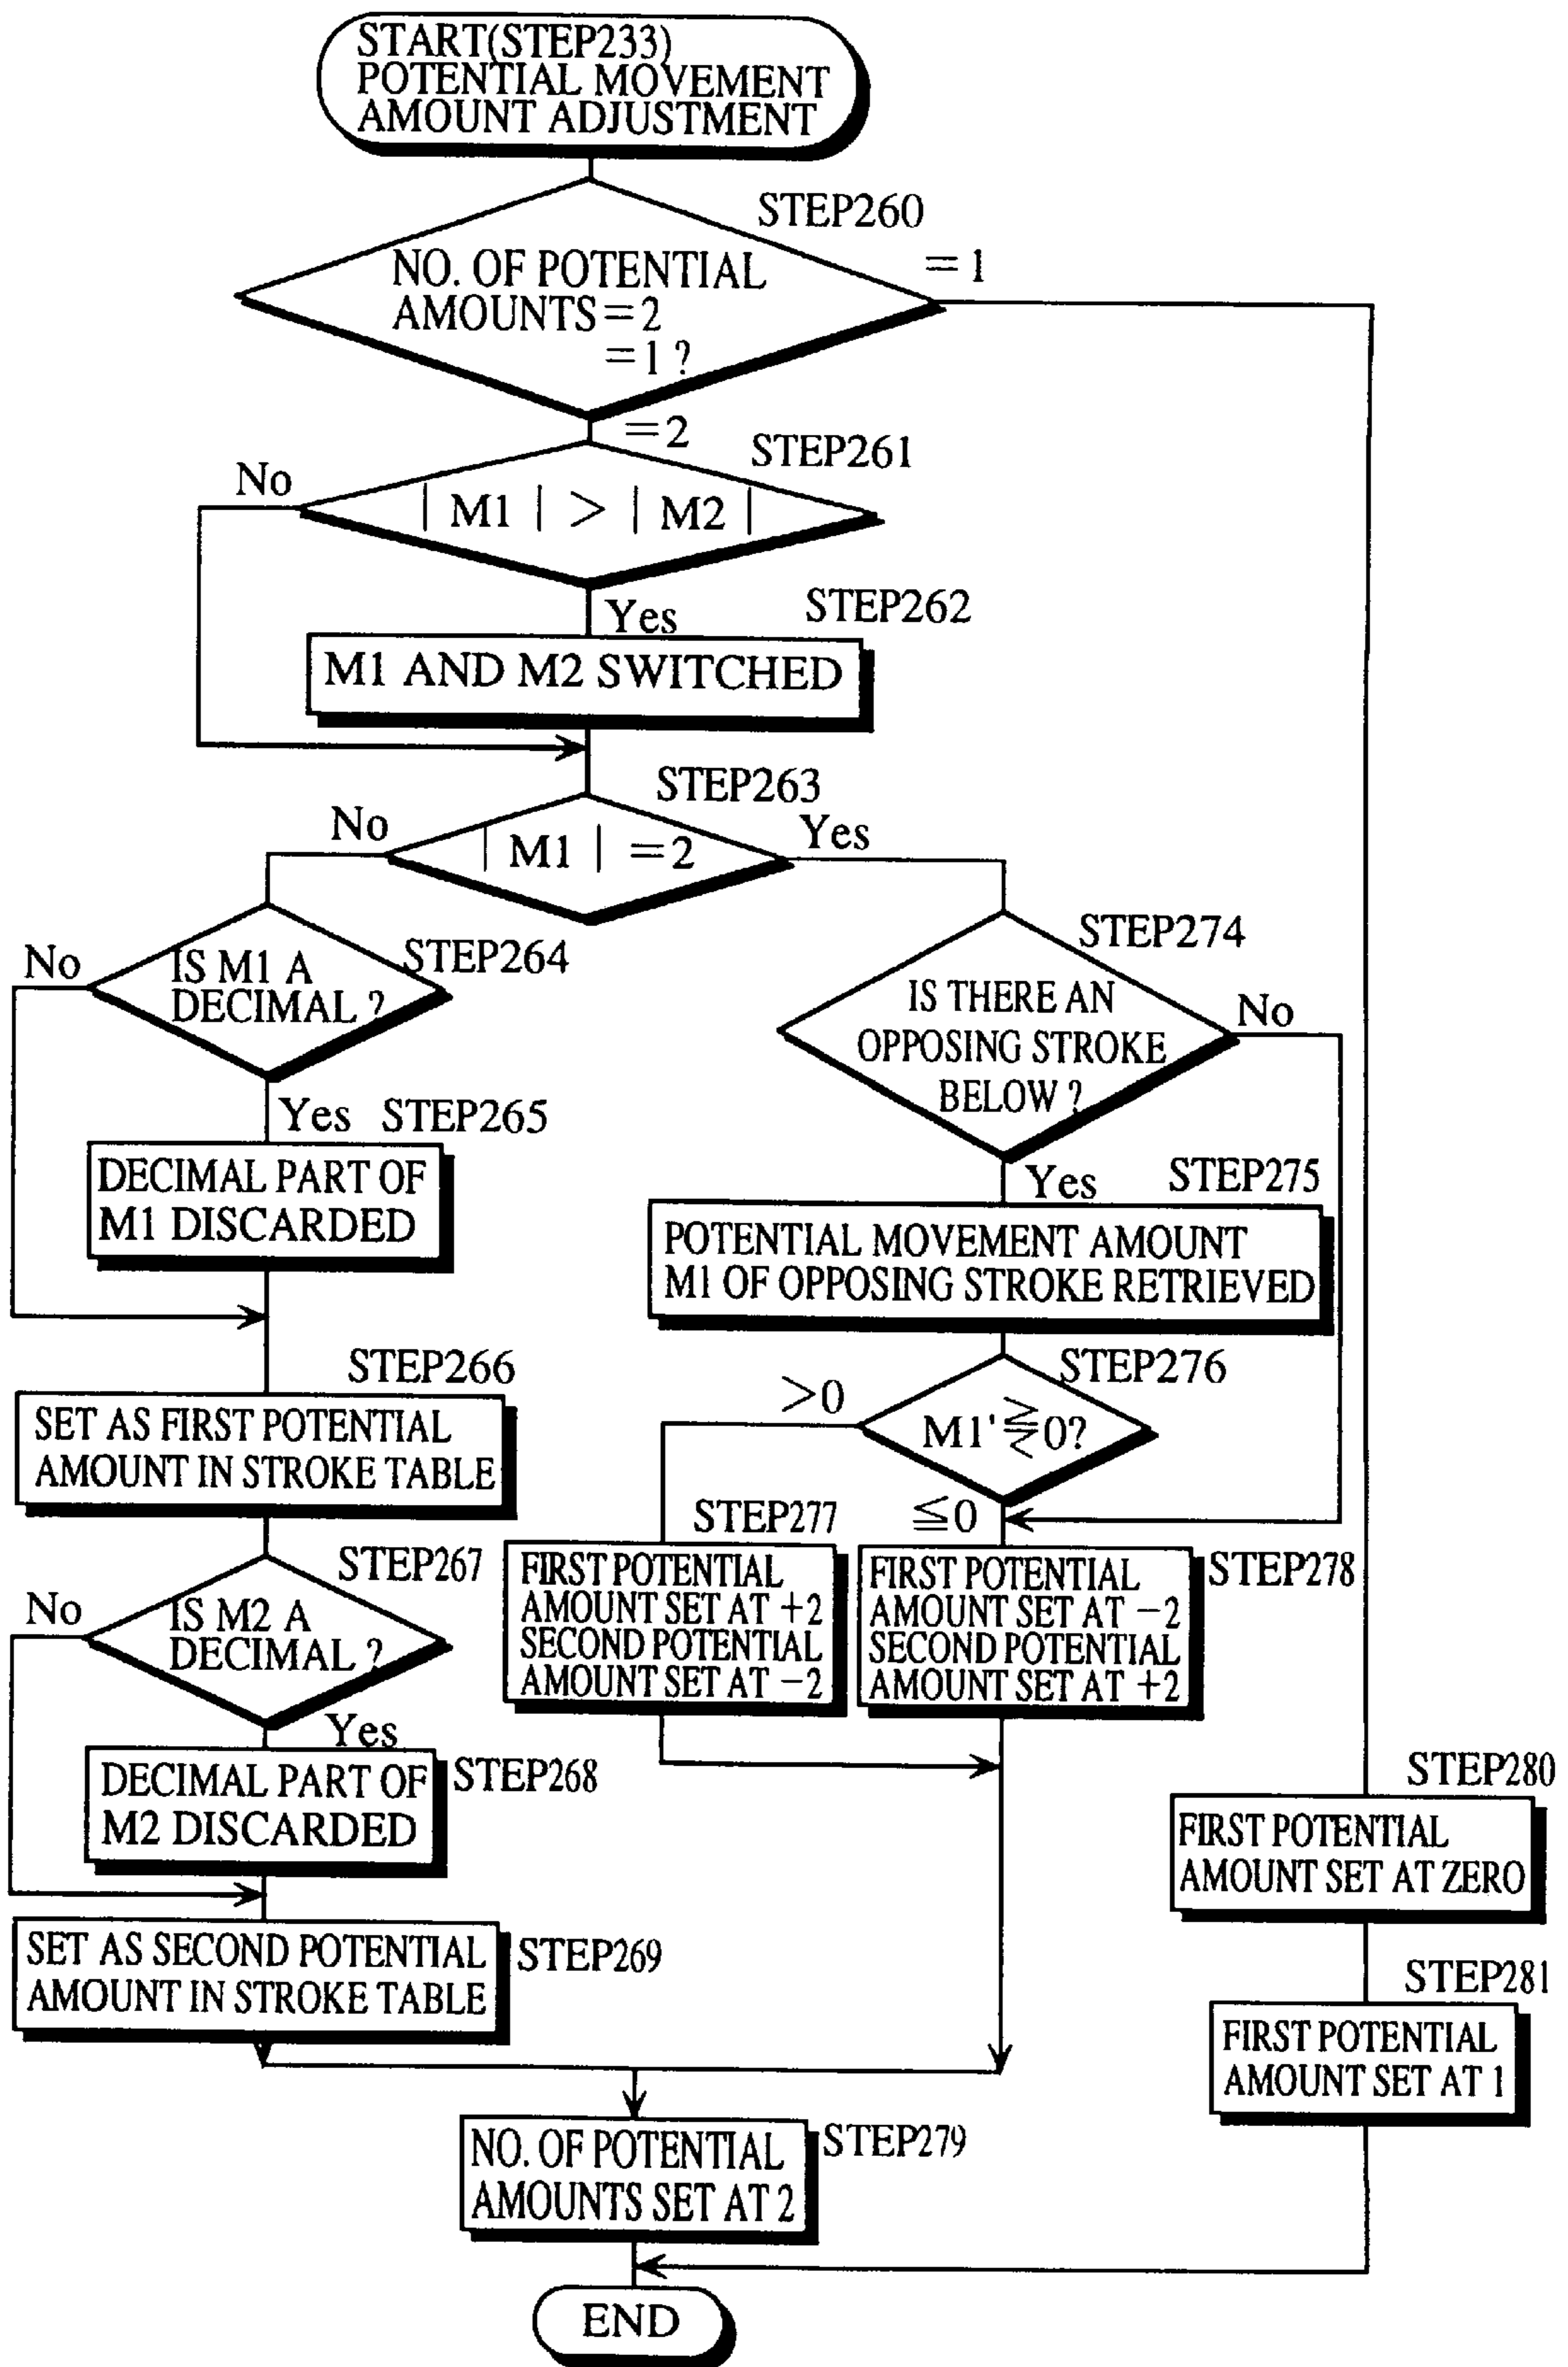 START(STEP233)
POTENTIAL MOVEMENT
AMOUNT ADJUSTMENT
STEP260
NO. OF POTENTIAL
AMOUNTS=2
=1?
=1
=2
STEP261
No
| M1 | > | M2 |
Yes
STEP262
M1 AND M2 SWITCHED
STEP263
No
| M1 | =2
Yes
STEP264
No
IS M1 A
DECIMAL?
Yes
STEP265
DECIMAL PART OF
M1 DISCARDED
STEP274
IS THERE AN
OPPOSING STROKE
BELOW?
No
Yes
STEP275
POTENTIAL MOVEMENT AMOUNT
M1 OF OPPOSING STROKE RETRIEVED
STEP266
SET AS FIRST POTENTIAL
AMOUNT IN STROKE TABLE
STEP276
>0
M1'⪌0?
≦0
STEP277
FIRST POTENTIAL
AMOUNT SET AT +2
SECOND POTENTIAL
AMOUNT SET AT −2
STEP278
FIRST POTENTIAL
AMOUNT SET AT −2
SECOND POTENTIAL
AMOUNT SET AT +2
STEP267
No
IS M2 A
DECIMAL?
Yes
STEP268
DECIMAL PART OF
M2 DISCARDED
STEP280
FIRST POTENTIAL
AMOUNT SET AT ZERO
STEP269
SET AS SECOND POTENTIAL
AMOUNT IN STROKE TABLE
STEP281
FIRST POTENTIAL
AMOUNT SET AT 1
STEP279
NO. OF POTENTIAL
AMOUNTS SET AT 2
END